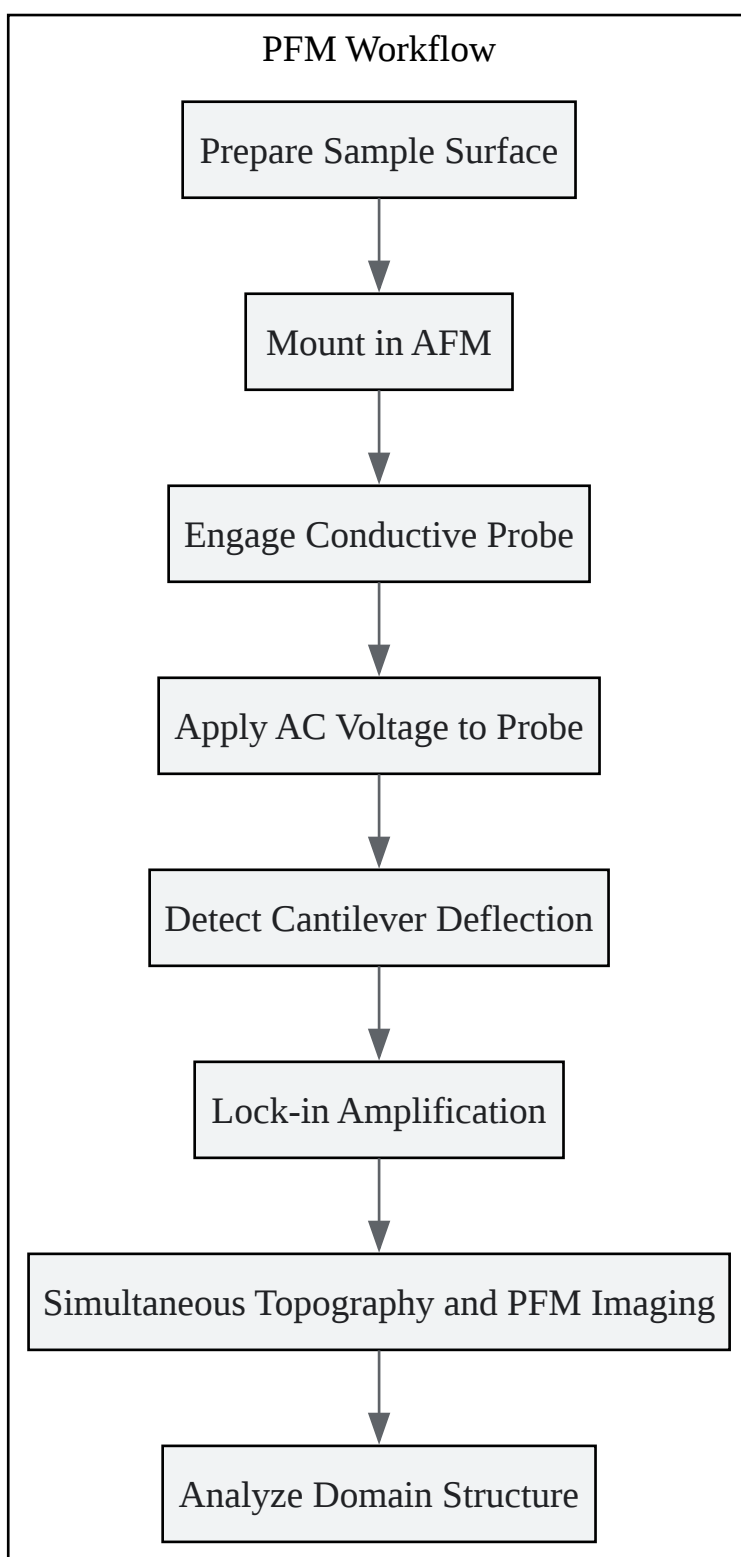 PFM Workflow
Prepare Sample Surface
Mount in AFM
Engage Conductive Probe
Apply AC Voltage to Probe
Detect Cantilever Deflection
Lock-in Amplification
Simultaneous Topography and PFM Imaging
Analyze Domain Structure